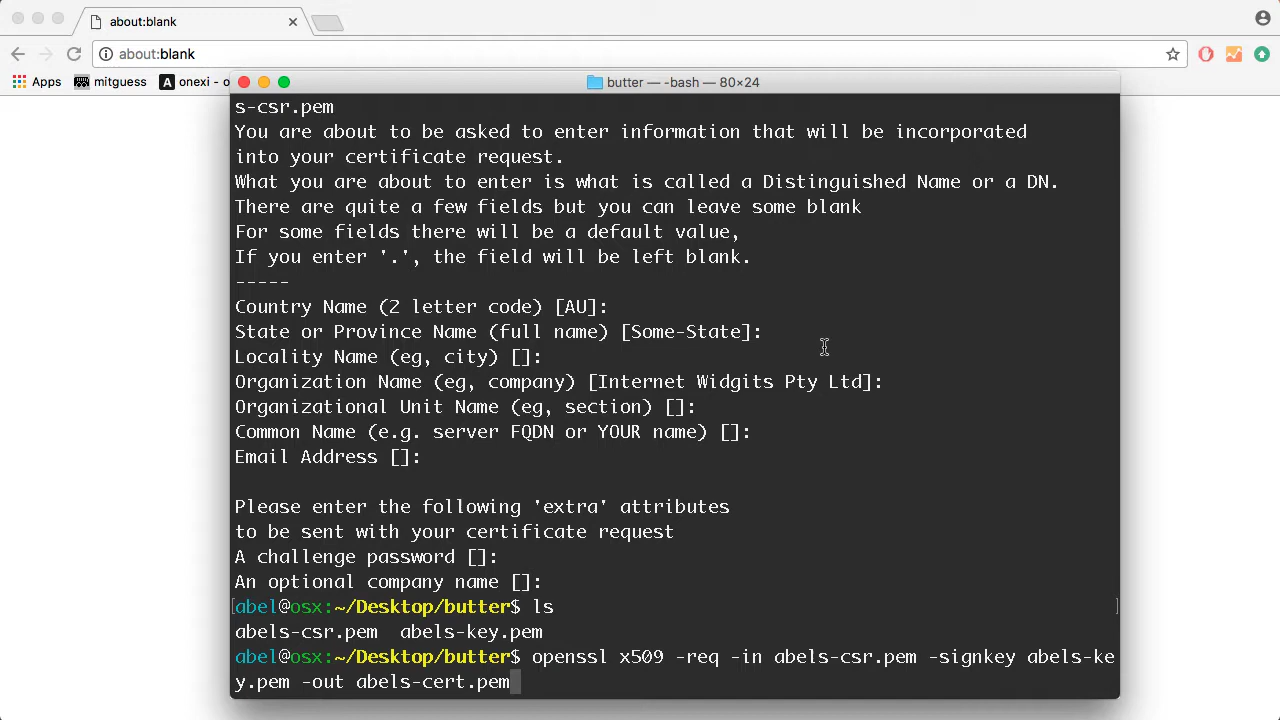 about:blank
about:blank
Apps mitguess A onexi - o
butter — -bash — 80×24
s-csr.pem
You are about to be asked to enter information that will be incorporated
into your certificate request.
What you are about to enter is what is called a Distinguished Name or a DN.
There are quite a few fields but you can leave some blank
For some fields there will be a default value,
If you enter '.', the field will be left blank.
-----
Country Name (2 letter code) [AU]:
State or Province Name (full name) [Some-State]:
Locality Name (eg, city) []:
Organization Name (eg, company) [Internet Widgits Pty Ltd]:
Organizational Unit Name (eg, section) []:
Common Name (e.g. server FQDN or YOUR name) []:
Email Address []:
Please enter the following 'extra' attributes
to be sent with your certificate request
A challenge password []:
An optional company name []:
[abel@osx:~/Desktop/butter$ ls ]
abels-csr.pem abels-key.pem
abel@osx:~/Desktop/butter$ openssl x509 -req -in abels-csr.pem -signkey abels-ke
y.pem -out abels-cert.pem